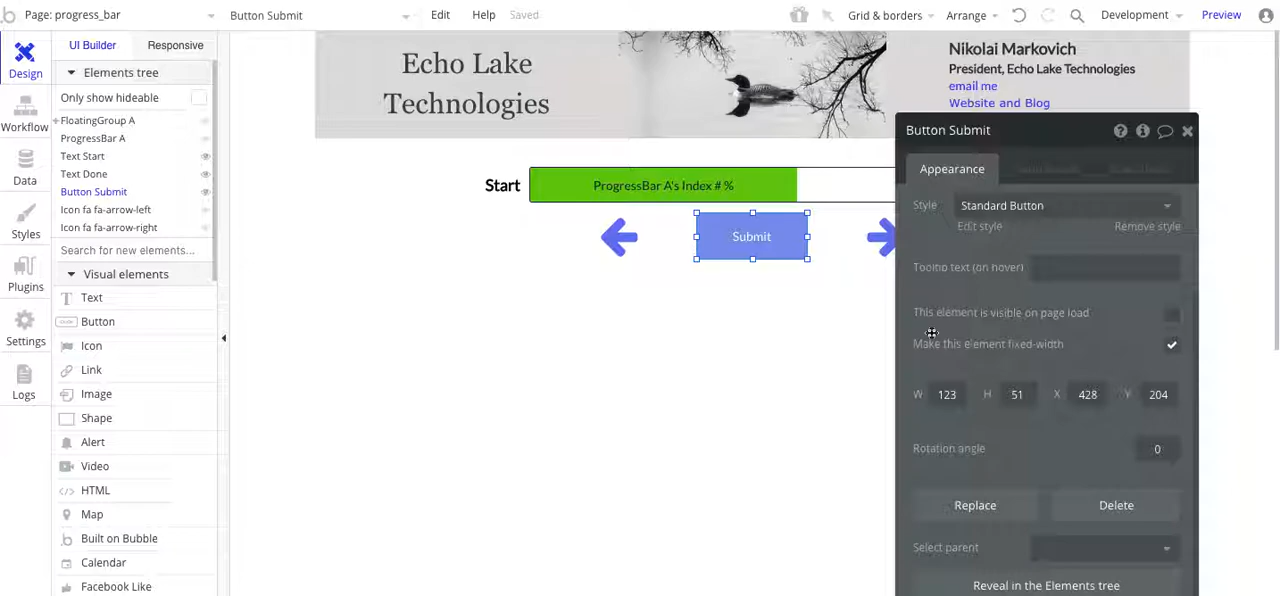 Page: progress_bar
Button Submit
Edit
Help
Saved
Grid & borders
Arrange
Development
Preview
Design
Workflow
Data
Styles
Plugins
Settings
Logs
UI Builder
Responsive
Elements tree
Only show hideable
FloatingGroup A
ProgressBar A
Text Start
Text Done
Button Submit
Icon fa fa-arrow-left
Icon fa fa-arrow-right
Search for new elements...
Visual elements
Text
Button
Icon
Link
Image
Shape
Alert
Video
HTML
Map
Built on Bubble
Calendar
Facebook Like
Echo Lake
Technologies
Nikolai Markovich
President, Echo Lake Technologies
email me
Website and Blog
Start
ProgressBar A's Index # %
Submit
Button Submit
Appearance
Style
Standard Button
Edit style
Remove style
Tooltip text (on hover)
This element is visible on page load
Make this element fixed-width
W 123 H 51 X 428 Y 204
Rotation angle 0
Replace
Delete
Select parent
Reveal in the Elements tree